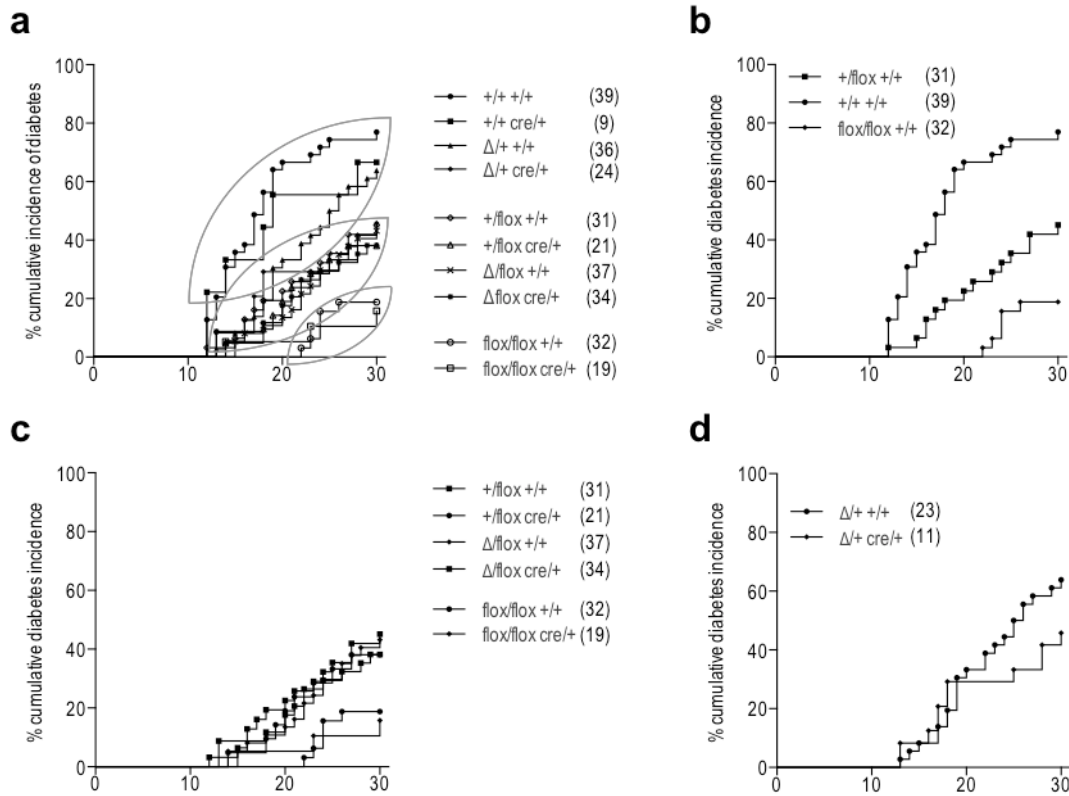 a
% cumulative incidence of diabetes
100
80
60
40
20
0
0 10 20 30
+/+ +/+ (39)
+/+ cre/+ (9)
Δ/+ +/+ (36)
Δ/+ cre/+ (24)
+/flox +/+ (31)
+/flox cre/+ (21)
Δ/flox +/+ (37)
Δflox cre/+ (34)
flox/flox +/+ (32)
flox/flox cre/+ (19)
b
% cumulative diabetes incidence
100
80
60
40
20
0
0 10 20 30
+/flox +/+ (31)
+/+ +/+ (39)
flox/flox +/+ (32)
c
% cumulative diabetes incidence
100
80
60
40
20
0
0 10 20 30
+/flox +/+ (31)
+/flox cre/+ (21)
Δ/flox +/+ (37)
Δ/flox cre/+ (34)
flox/flox +/+ (32)
flox/flox cre/+ (19)
d
% cumulative diabetes incidence
100
80
60
40
20
0
0 10 20 30
Δ/+ +/+ (23)
Δ/+ cre/+ (11)